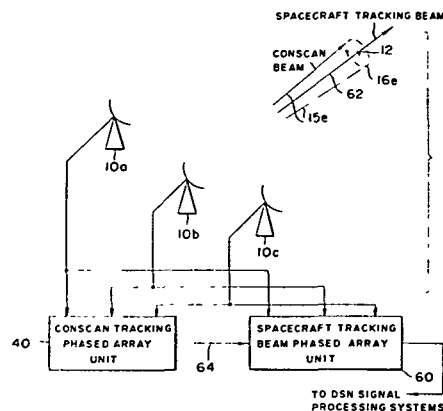 SPACECRAFT
TRACKING BEAM
CONSCAN
BEAM
12
16e
62
15e
10a
10b
10c
CONSCAN TRACKING
PHASED ARRAY
UNIT
40
64
SPACECRAFT TRACKING
BEAM PHASED ARRAY
UNIT
60
TO DSN SIGNAL
PROCESSING SYSTEMS